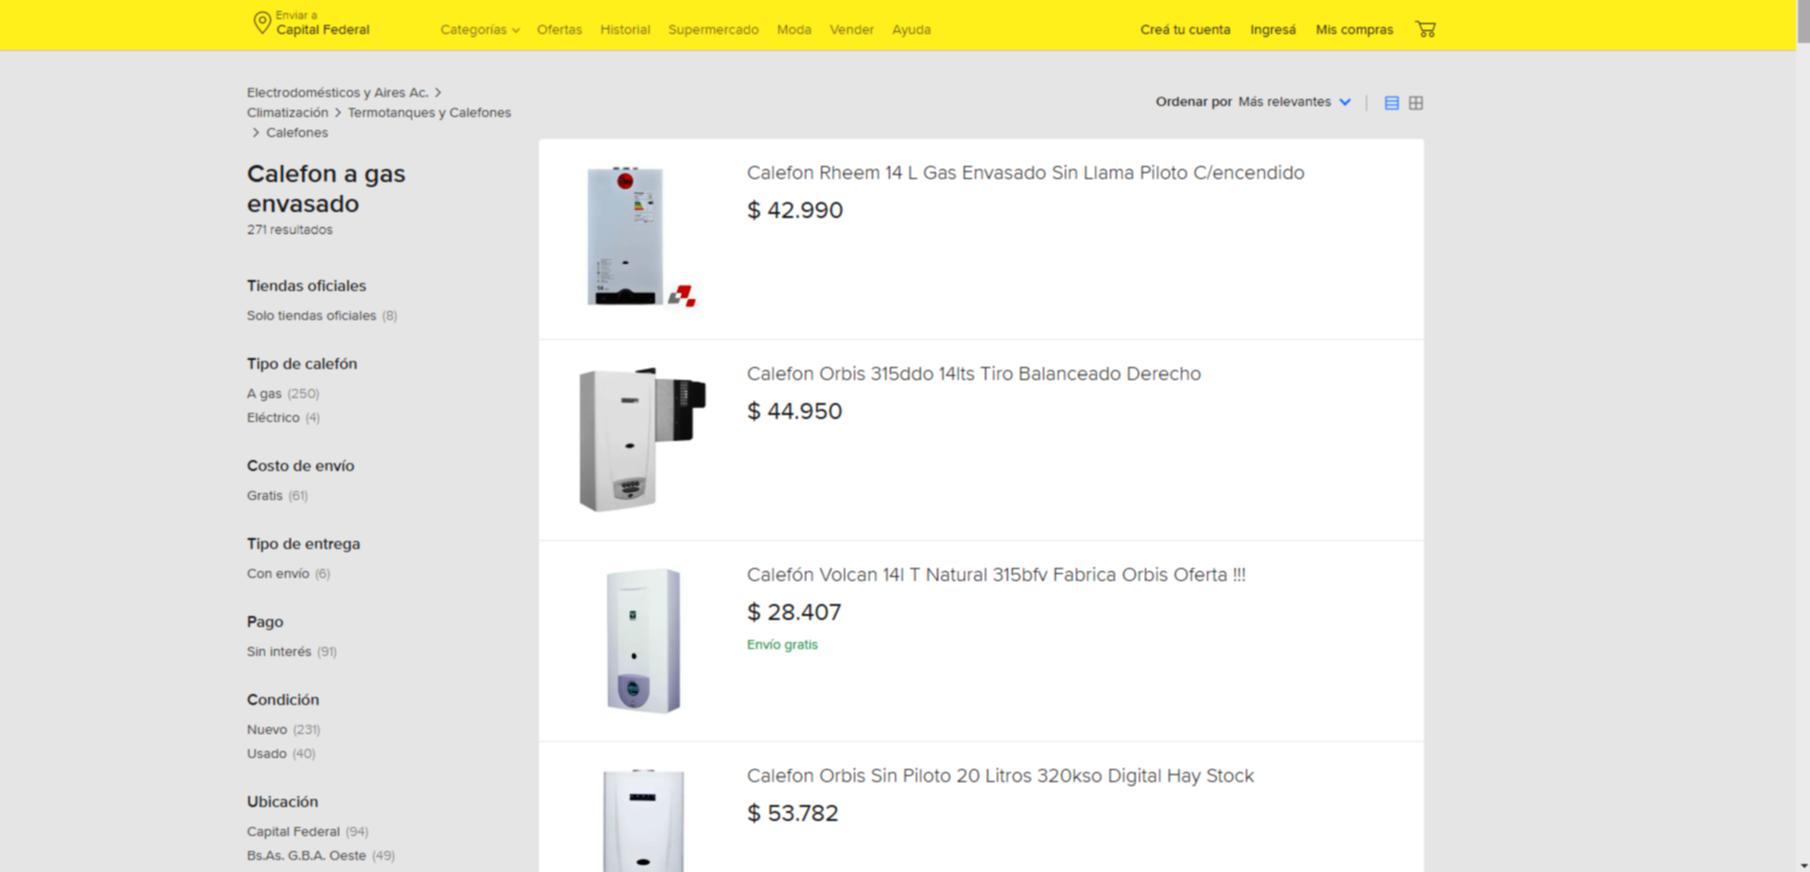 Enviar a
Capital Federal
Categorías Ofertas Historial Supermercado Moda Vender Ayuda
Creá tu cuenta Ingresá Mis compras
Electrodomésticos y Aires Ac. >
Climatización > Termotanques y Calefones
> Calefones
Calefon a gas
envasado
271 resultados
Tiendas oficiales
Solo tiendas oficiales (8)
Tipo de calefón
A gas (250)
Eléctrico (4)
Costo de envío
Gratis (61)
Tipo de entrega
Con envío (6)
Pago
Sin interés (91)
Condición
Nuevo (231)
Usado (40)
Ubicación
Capital Federal (94)
Bs.As. G.B.A. Oeste (49)
Ordenar por Más relevantes
Calefon Rheem 14 L Gas Envasado Sin Llama Piloto C/encendido
$ 42.990
Calefon Orbis 315ddo 14lts Tiro Balanceado Derecho
$ 44.950
Calefón Volcan 14l T Natural 315bfv Fabrica Orbis Oferta !!!
$ 28.407
Envío gratis
Calefon Orbis Sin Piloto 20 Litros 320kso Digital Hay Stock
$ 53.782